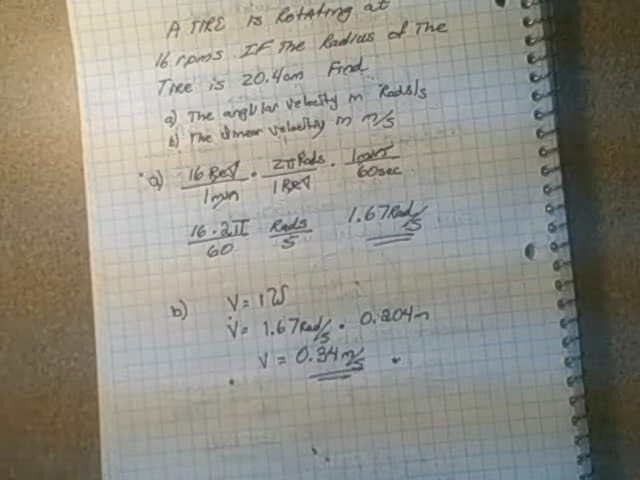 A TIRE is Rotating at
16 rpms IF The Radius of The
Tire is 20.4cm Find
a) The angular velocity in Rads/s
b) The linear velocity in m/s
a) 16 Rev/1min · 2π Rads/1 Rev · 1min/60sec
16 · 2π/60 Rads/s 1.67 Rad/s
b) V = rω
V = 1.67 Rad/s · 0.204m
V = 0.34 m/s